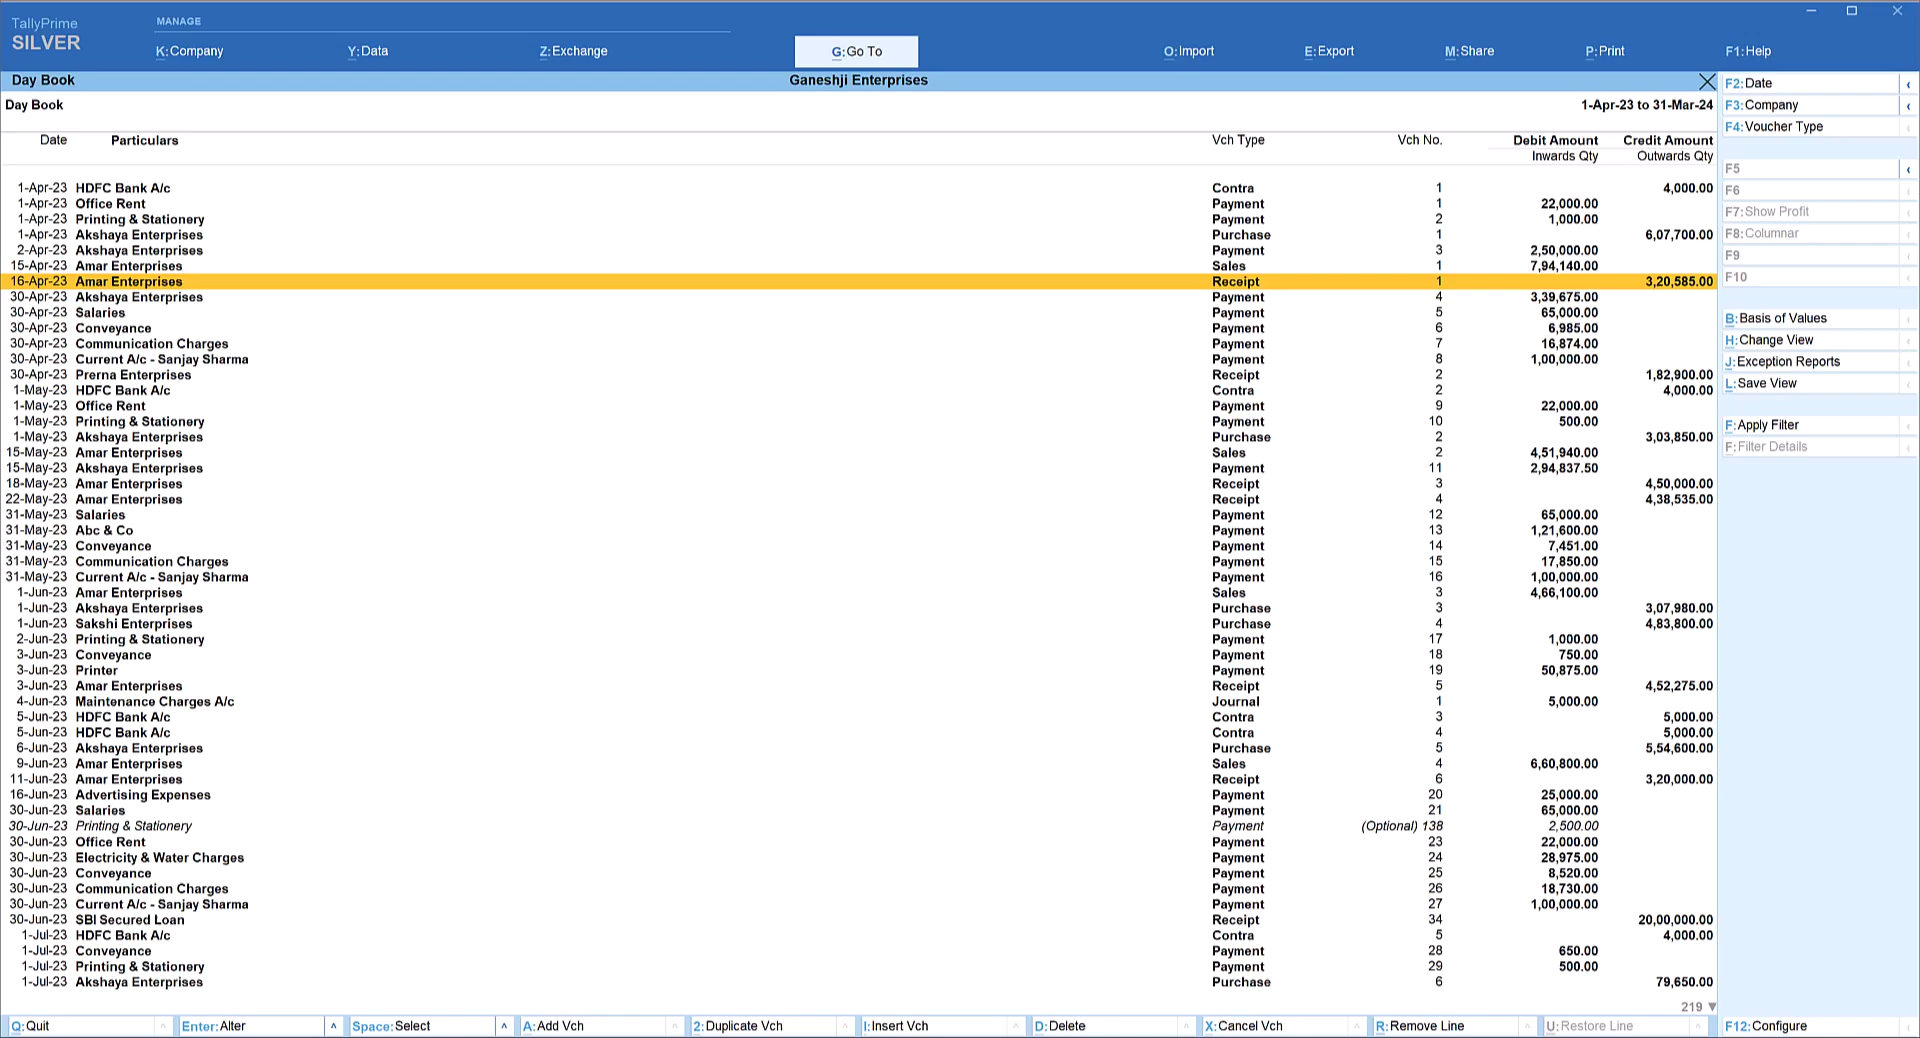 TallyPrime
SILVER
MANAGE
K:Company Y:Data Z:Exchange G:Go To O:Import E:Export M:Share P:Print F1:Help
Day Book Ganeshji Enterprises
Day Book 1-Apr-23 to 31-Mar-24
Date Particulars Vch Type Vch No. Debit Amount Credit Amount
Inwards Qty Outwards Qty
1-Apr-23 HDFC Bank A/c Contra 1 4,000.00
1-Apr-23 Office Rent Payment 1 22,000.00
1-Apr-23 Printing & Stationery Payment 2 1,000.00
1-Apr-23 Akshaya Enterprises Purchase 1 6,07,700.00
2-Apr-23 Akshaya Enterprises Payment 3 2,50,000.00
15-Apr-23 Amar Enterprises Sales 1 7,94,140.00
16-Apr-23 Amar Enterprises Receipt 1 3,20,585.00
30-Apr-23 Akshaya Enterprises Payment 4 3,39,675.00
30-Apr-23 Salaries Payment 5 65,000.00
30-Apr-23 Conveyance Payment 6 6,985.00
30-Apr-23 Communication Charges Payment 7 16,874.00
30-Apr-23 Current A/c - Sanjay Sharma Payment 8 1,00,000.00
30-Apr-23 Prerna Enterprises Receipt 2 1,82,900.00
1-May-23 HDFC Bank A/c Contra 2 4,000.00
1-May-23 Office Rent Payment 9 22,000.00
1-May-23 Printing & Stationery Payment 10 500.00
1-May-23 Akshaya Enterprises Purchase 2 3,03,850.00
15-May-23 Amar Enterprises Sales 2 4,51,940.00
15-May-23 Akshaya Enterprises Payment 11 2,94,837.50
18-May-23 Amar Enterprises Receipt 3 4,50,000.00
22-May-23 Amar Enterprises Receipt 4 4,38,535.00
31-May-23 Salaries Payment 12 65,000.00
31-May-23 Abc & Co Payment 13 1,21,600.00
31-May-23 Conveyance Payment 14 7,451.00
31-May-23 Communication Charges Payment 15 17,850.00
31-May-23 Current A/c - Sanjay Sharma Payment 16 1,00,000.00
1-Jun-23 Amar Enterprises Sales 3 4,66,100.00
1-Jun-23 Akshaya Enterprises Purchase 3 3,07,980.00
1-Jun-23 Sakshi Enterprises Purchase 4 4,83,800.00
2-Jun-23 Printing & Stationery Payment 17 1,000.00
3-Jun-23 Conveyance Payment 18 750.00
3-Jun-23 Printer Payment 19 50,875.00
3-Jun-23 Amar Enterprises Receipt 5 4,52,275.00
4-Jun-23 Maintenance Charges A/c Journal 1 5,000.00
5-Jun-23 HDFC Bank A/c Contra 3 5,000.00
5-Jun-23 HDFC Bank A/c Contra 4 5,000.00
6-Jun-23 Akshaya Enterprises Purchase 5 5,54,600.00
9-Jun-23 Amar Enterprises Sales 4 6,60,800.00
11-Jun-23 Amar Enterprises Receipt 6 3,20,000.00
16-Jun-23 Advertising Expenses Payment 20 25,000.00
30-Jun-23 Salaries Payment 21 65,000.00
30-Jun-23 Printing & Stationery Payment (Optional) 138 2,500.00
30-Jun-23 Office Rent Payment 23 22,000.00
30-Jun-23 Electricity & Water Charges Payment 24 28,975.00
30-Jun-23 Conveyance Payment 25 8,520.00
30-Jun-23 Communication Charges Payment 26 18,730.00
30-Jun-23 Current A/c - Sanjay Sharma Payment 27 1,00,000.00
30-Jun-23 SBI Secured Loan Receipt 34 20,00,000.00
1-Jul-23 HDFC Bank A/c Contra 5 4,000.00
1-Jul-23 Conveyance Payment 28 650.00
1-Jul-23 Printing & Stationery Payment 29 500.00
1-Jul-23 Akshaya Enterprises Purchase 6 79,650.00
219 ▼
F2:Date
F3:Company
F4:Voucher Type
F5
F6
F7:Show Profit
F8:Columnar
F9
F10
B:Basis of Values
H:Change View
J:Exception Reports
L:Save View
F:Apply Filter
F:Filter Details
Q:Quit Enter:Alter Space:Select A:Add Vch 2:Duplicate Vch I:Insert Vch D:Delete X:Cancel Vch R:Remove Line U:Restore Line F12:Configure